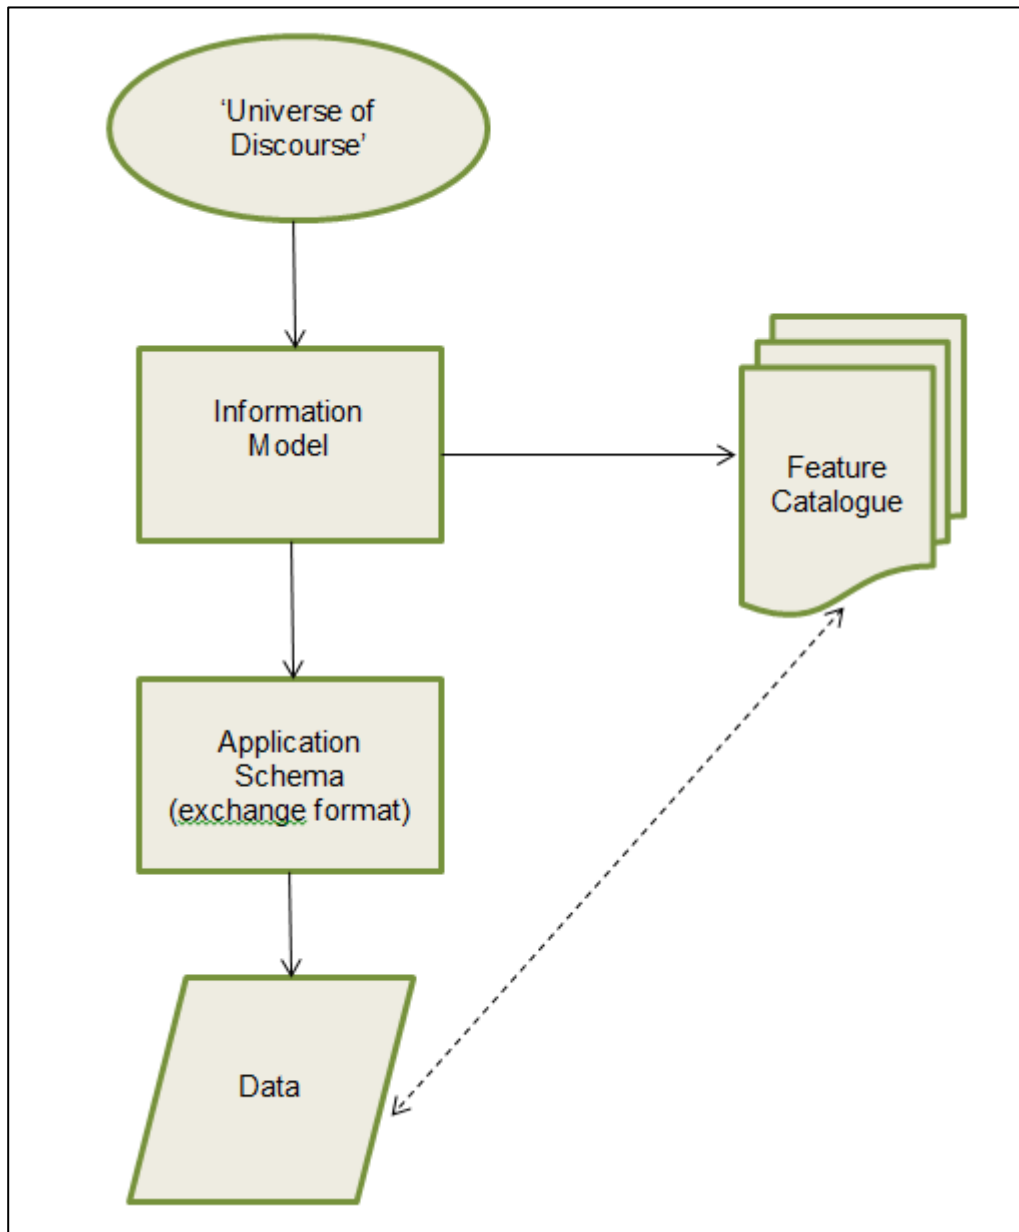 ‘Universe of
Discourse’
Information
Model
Feature
Catalogue
Application
Schema
(exchange format)
Data